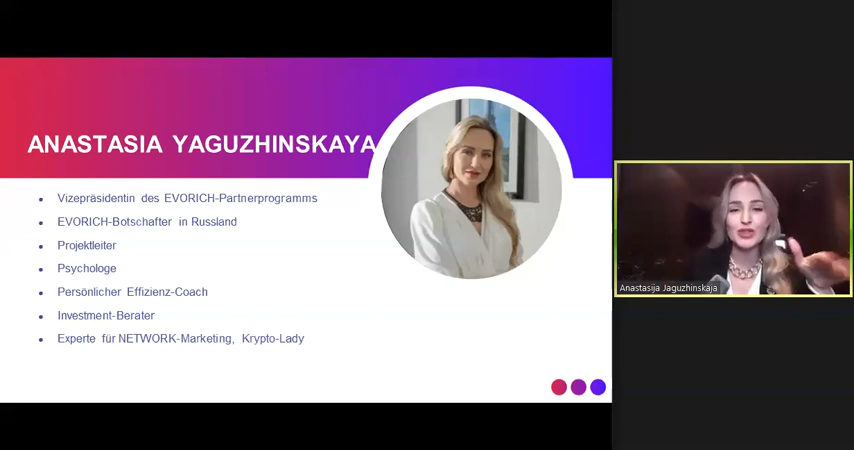 ANASTASIA YAGUZHINSKAYA
Vizepräsidentin des EVORICH-Partnerprogramms
EVORICH-Botschafter in Russland
Projektleiter
Psychologe
Persönlicher Effizienz-Coach
Investment-Berater
Experte für NETWORK-Marketing, Krypto-Lady
Anastasija Jaguzhinskaja